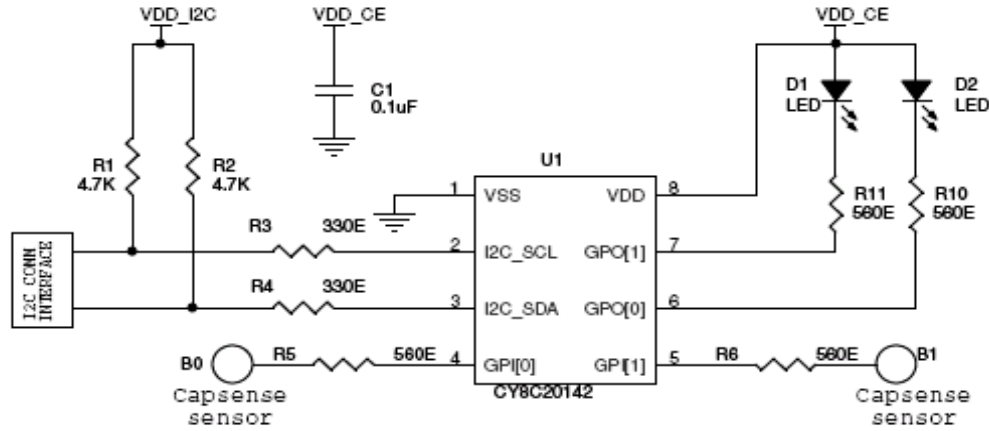 VDD_I2C
VDD_CE
VDD_CE
C1
0.1uF
D1
LED
D2
LED
R1
4.7K
R2
4.7K
U1
R11
560E
R10
560E
1
VSS
VDD
8
R3
330E
2
I2C_SCL
GPO[1]
7
I2C COMM
INTERFACE
R4
330E
3
I2C_SDA
GPO[0]
6
B0
R5
560E
4
GPI[0]
GPI[1]
5
R6
560E
B1
CY8C20142
Capsense
sensor
Capsense
sensor